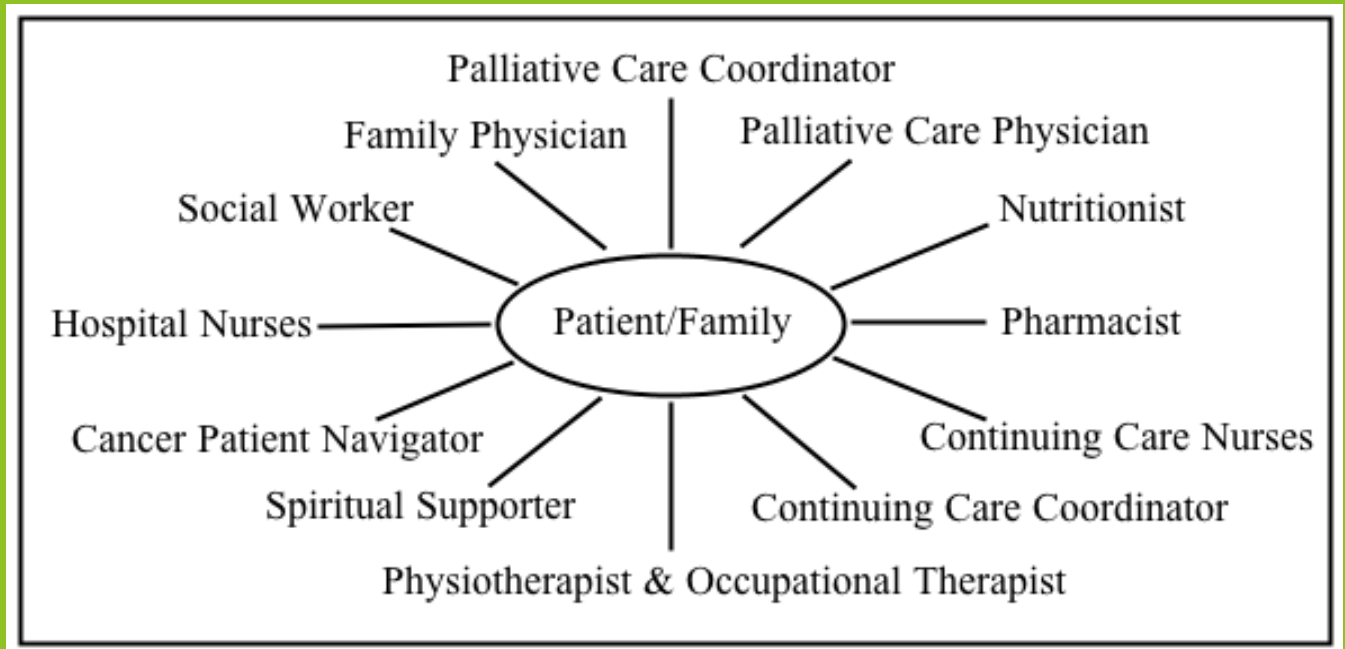 Palliative Care Coordinator
Family Physician
Palliative Care Physician
Social Worker
Nutritionist
Hospital Nurses
Patient/Family
Pharmacist
Cancer Patient Navigator
Continuing Care Nurses
Spiritual Supporter
Continuing Care Coordinator
Physiotherapist & Occupational Therapist